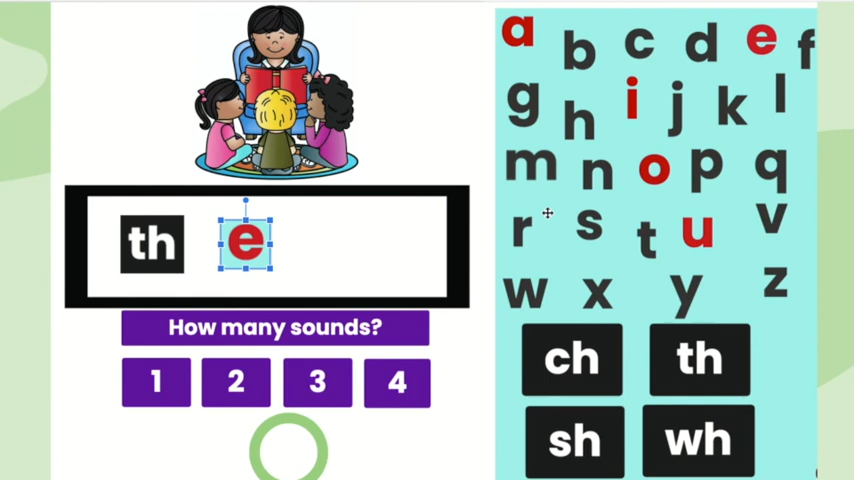 th e
How many sounds?
1 2 3 4
a b c d e f
g h i j k l
m n o p q
r s t u v
w x y z
ch th
sh wh